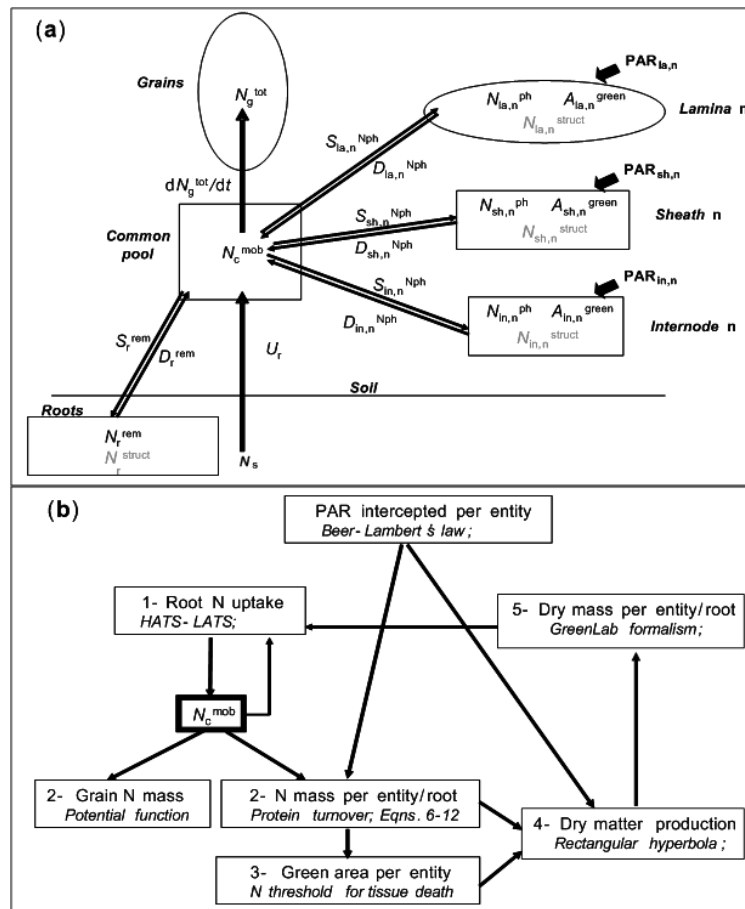 (a)
Grains
N_g^tot
dN_g^tot/dt
Common
pool
N_c^mob
S_la,n^Nph
D_la,n^Nph
S_sh,n^Nph
D_sh,n^Nph
S_in,n^Nph
D_in,n^Nph
PAR_la,n
N_la,n^ph A_la,n^green
N_la,n^struct
Lamina n
PAR_sh,n
N_sh,n^ph A_sh,n^green
N_sh,n^struct
Sheath n
PAR_in,n
N_in,n^ph A_in,n^green
N_in,n^struct
Internode n
S_r^rem
D_r^rem
U_r
Soil
Roots
N_r^rem
N_r^struct
N_s
(b)
PAR intercepted per entity
Beer- Lambert ś law ;
1- Root N uptake
HATS- LATS;
5- Dry mass per entity/root
GreenLab formalism;
N_c^mob
2- Grain N mass
Potential function
2- N mass per entity/root
Protein turnover; Eqns. 6-12
4- Dry matter production
Rectangular hyperbola ;
3- Green area per entity
N threshold for tissue death